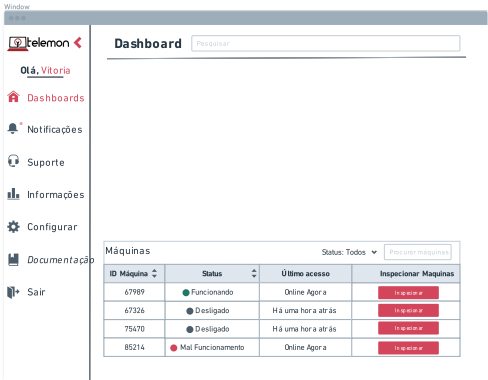 Window
telemon
Dashboard
Pesquisar
Olá, Vitoria
Dashboards
Notificações
Suporte
Informações
Configurar
Documentação
Sair
Máquinas
Status: Todos
Procurar máquinas
ID Máquina Status Último acesso Inspecionar Maquinas
67989 Funcionando Online Agora Inspecionar
67326 Desligado Há uma hora atrás Inspecionar
75470 Desligado Há uma hora atrás Inspecionar
85214 Mal Funcionamento Online Agora Inspecionar